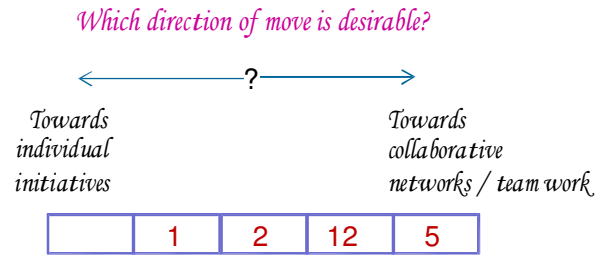 Which direction of move is desirable?
?
Towards individual initiatives
Towards collaborative networks / team work
1 2 12 5